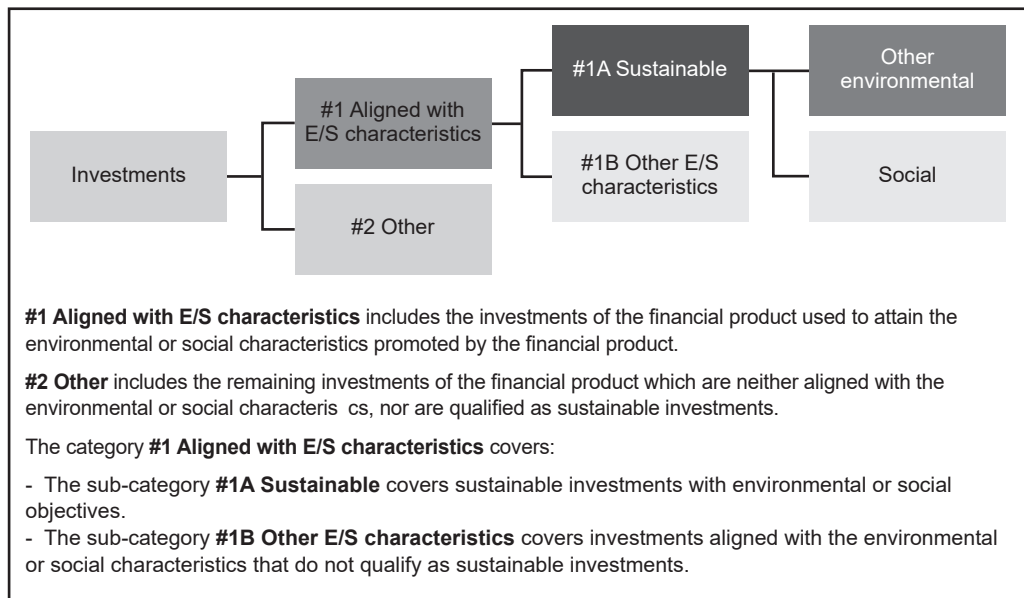 #1A Sustainable
Other
environmental
#1 Aligned with
E/S characteristics
Investments
#1B Other E/S
characteristics
Social
#2 Other
#1 Aligned with E/S characteristics includes the investments of the financial product used to attain the
environmental or social characteristics promoted by the financial product.
#2 Other includes the remaining investments of the financial product which are neither aligned with the
environmental or social characteris cs, nor are qualified as sustainable investments.
The category #1 Aligned with E/S characteristics covers:
- The sub-category #1A Sustainable covers sustainable investments with environmental or social
objectives.
- The sub-category #1B Other E/S characteristics covers investments aligned with the environmental
or social characteristics that do not qualify as sustainable investments.